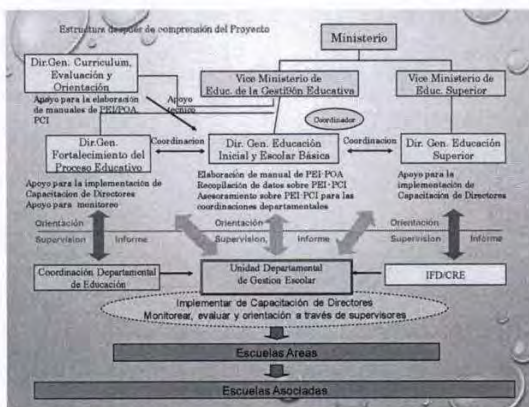 Estructura después de comprensión del Proyecto
Ministerio
Dir.Gen. Curriculum,
Evaluación y
Orientación
Vice Ministerio de
Educ. de la Gesti9ón Educativa
Vice Ministerio de
Educ. Superior
Apoyo para la elaboración
de manuales de PEI/POA,
PCI
Apoyo
tecnico
Coordinador
Dir.Gen.
Fortalecimiento del
Proceso Educativo
Coordinacion
Dir. Gen. Educación
Inicial y Escolar Básica
Coordinacion
Dir. Gen. Educación
Superior
Apoyo para la implementación de
Capacitacion de Directores
Apoyo para monitoreo
Elaboración de manual de PEI·POA
Recopilación de datos sobre PEI·PCI
Asesoramiento sobre PEI·PCI para las
coordinaciones departamentales
Apoyo para la
implementación de
Capacitación de Directores
Orientación
Supervision Informe
Orientación
Supervision, Informe
Orientación
Supervisión Informe
Coordinación Departamental
de Educación
Unidad Departamental
de Gestion Escolar
IFD/CRE
Implementar de Capacitación de Directores
Monitorear, evaluar y orientación a través de supervisores
Escuelas Areas
Escuelas Asociadas